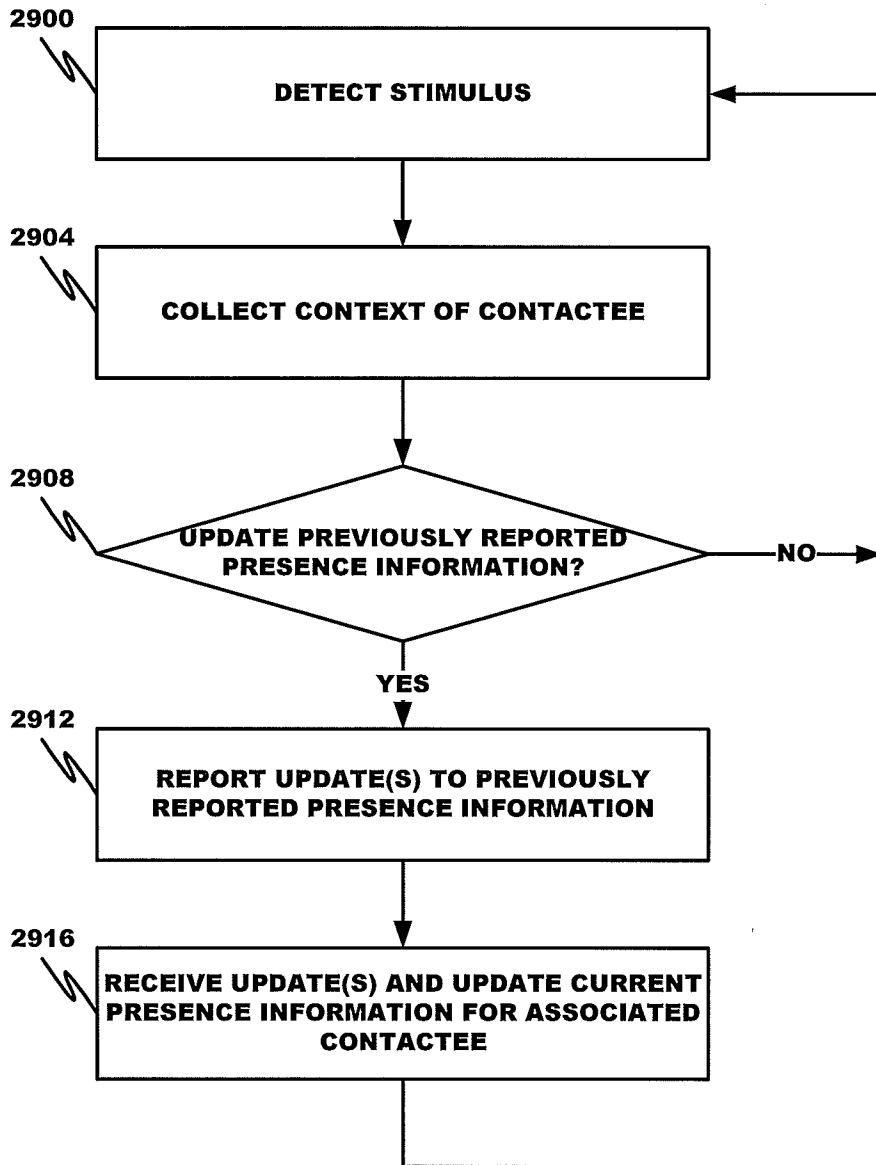 2900
DETECT STIMULUS
2904
COLLECT CONTEXT OF CONTACTEE
2908
UPDATE PREVIOUSLY REPORTED
PRESENCE INFORMATION?
NO
YES
2912
REPORT UPDATE(S) TO PREVIOUSLY
REPORTED PRESENCE INFORMATION
2916
RECEIVE UPDATE(S) AND UPDATE CURRENT
PRESENCE INFORMATION FOR ASSOCIATED
CONTACTEE